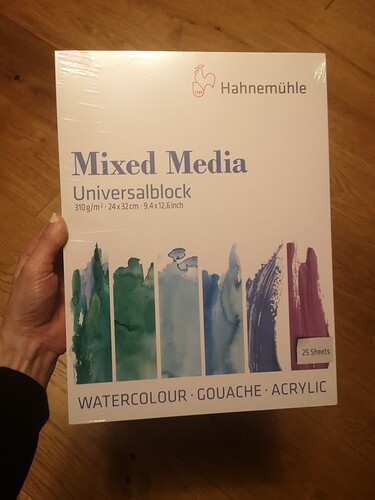 Hahnemühle
Mixed Media
Universalblock
310 g/m² · 24 x 32 cm · 9,4 x 12,6 inch
25 Sheets
WATERCOLOUR · GOUACHE · ACRYLIC